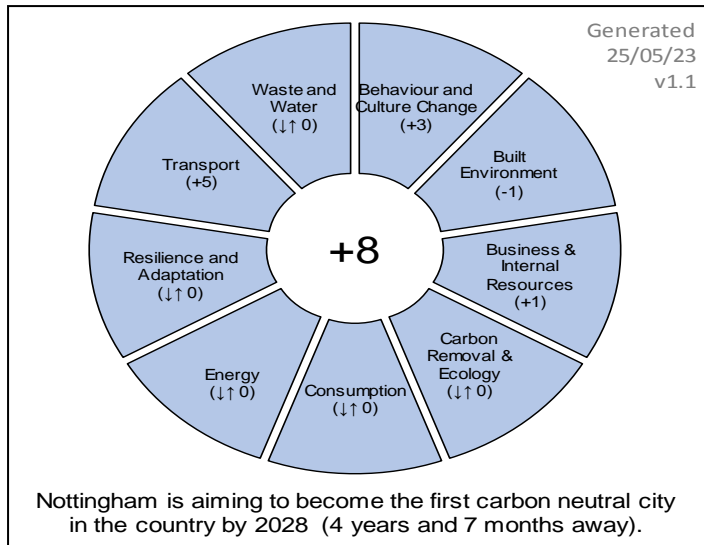 Generated
25/05/23
v1.1
Waste and
Water
(↓↑ 0)
Behaviour and
Culture Change
(+3)
Built
Environment
(-1)
Business &
Internal
Resources
(+1)
Carbon
Removal &
Ecology
(↓↑ 0)
Consumption
(↓↑ 0)
Energy
(↓↑ 0)
Resilience and
Adaptation
(↓↑ 0)
Transport
(+5)
+8
Nottingham is aiming to become the first carbon neutral city
in the country by 2028 (4 years and 7 months away).